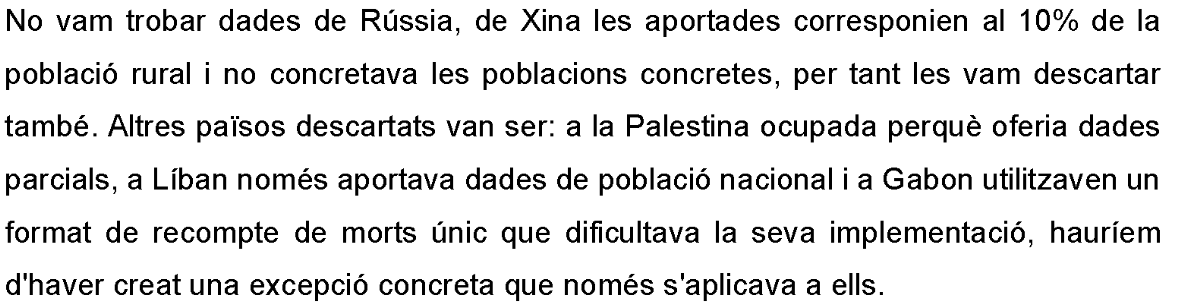 No vam trobar dades de Rússia, de Xina les aportades corresponien al 10% de la
població rural i no concretava les poblacions concretes, per tant les vam descartar
també. Altres països descartats van ser: a la Palestina ocupada perquè oferia dades
parcials, a Líban només aportava dades de població nacional i a Gabon utilitzaven un
format de recompte de morts únic que dificultava la seva implementació, hauríem
d'haver creat una excepció concreta que només s'aplicava a ells.